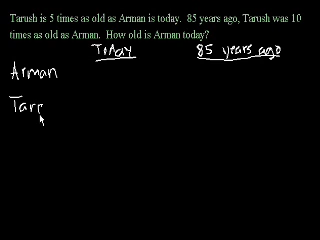 Tarush is 5 times as old as Arman is today.  85 years ago, Tarush was 10
times as old as Arman.  How old is Arman today?
Today 85 years ago
Arman
Tar